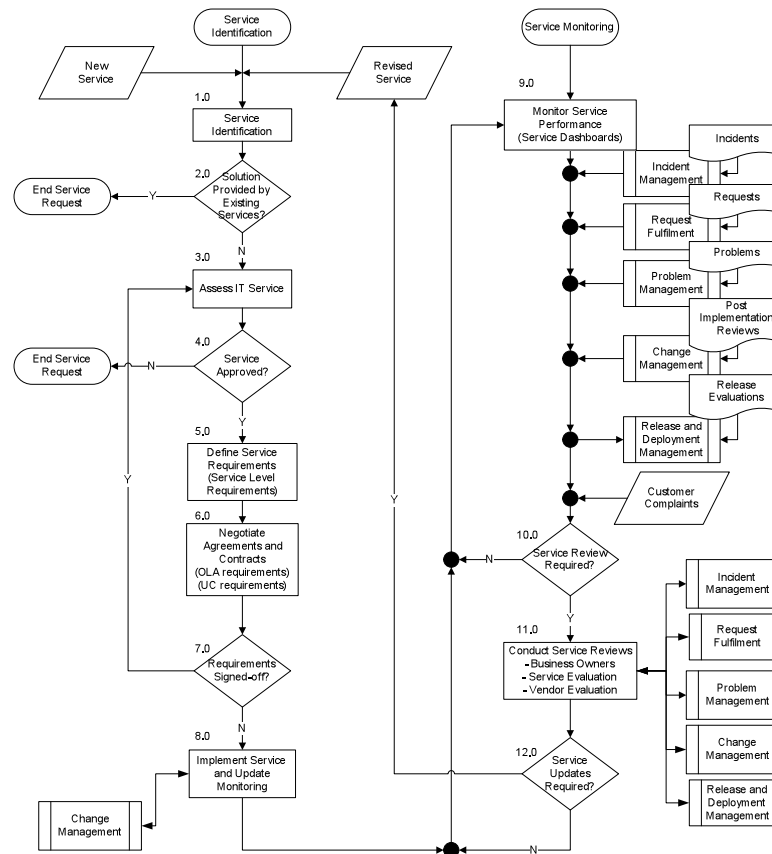 Service
Identification
New
Service
Revised
Service
1.0
Service
Identification
2.0
Solution
Provided by
Existing
Services?
Y
End Service
Request
N
3.0
Assess IT Service
4.0
Service
Approved?
N
End Service
Request
Y
5.0
Define Service
Requirements
(Service Level
Requirements)
6.0
Negotiate
Agreements and
Contracts
(OLA requirements)
(UC requirements)
7.0
Requirements
Signed-off?
Y
N
8.0
Implement Service
and Update
Monitoring
Change
Management
Service Monitoring
9.0
Monitor Service
Performance
(Service Dashboards)
Incidents
Incident
Management
Requests
Request
Fulfilment
Problems
Problem
Management
Post
Implementation
Reviews
Change
Management
Release
Evaluations
Release and
Deployment
Management
Customer
Complaints
10.0
Service Review
Required?
N
Y
11.0
Conduct Service Reviews
- Business Owners
- Service Evaluation
- Vendor Evaluation
Incident
Management
Request
Fulfilment
Problem
Management
Change
Management
Release and
Deployment
Management
12.0
Service
Updates
Required?
Y
N